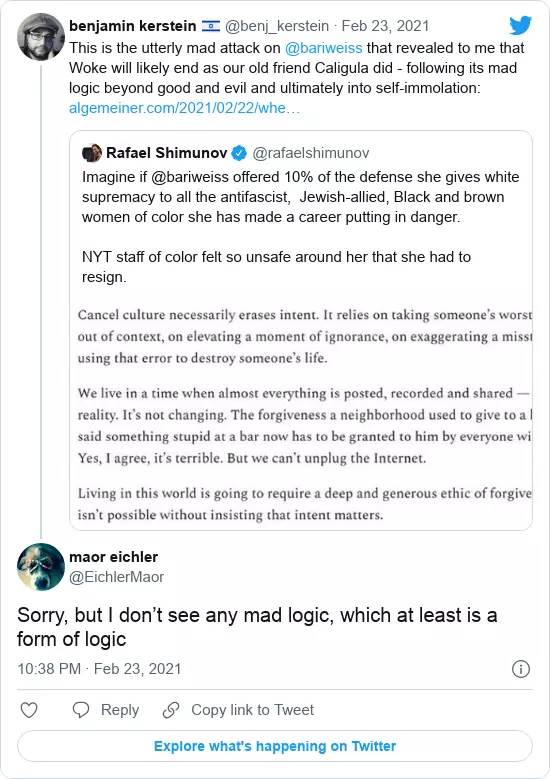 benjamin kerstein 🇮🇱 @benj_kerstein · Feb 23, 2021
This is the utterly mad attack on @bariweiss that revealed to me that
Woke will likely end as our old friend Caligula did - following its mad
logic beyond good and evil and ultimately into self-immolation:
algemeiner.com/2021/02/22/whe…
Rafael Shimunov @rafaelshimunov
Imagine if @bariweiss offered 10% of the defense she gives white
supremacy to all the antifascist,  Jewish-allied, Black and brown
women of color she has made a career putting in danger.
NYT staff of color felt so unsafe around her that she had to
resign.
Cancel culture necessarily erases intent. It relies on taking someone's worst
out of context, on elevating a moment of ignorance, on exaggerating a
using that error to destroy someone's life.
We live in a time when almost everything is posted, recorded and shared —
reality. It's not changing. The forgiveness a neighborhood used to give to a
said something stupid at a bar now has to be granted to him by everyone
Yes, I agree, it's terrible. But we can't unplug the Internet.
Living in this world is going to require a deep and generous ethic of
isn't possible without insisting that intent matters.
maor eichler
@EichlerMaor
Sorry, but I don't see any mad logic, which at least is a
form of logic
10:38 PM · Feb 23, 2021
Reply Copy link to Tweet
Explore what's happening on Twitter